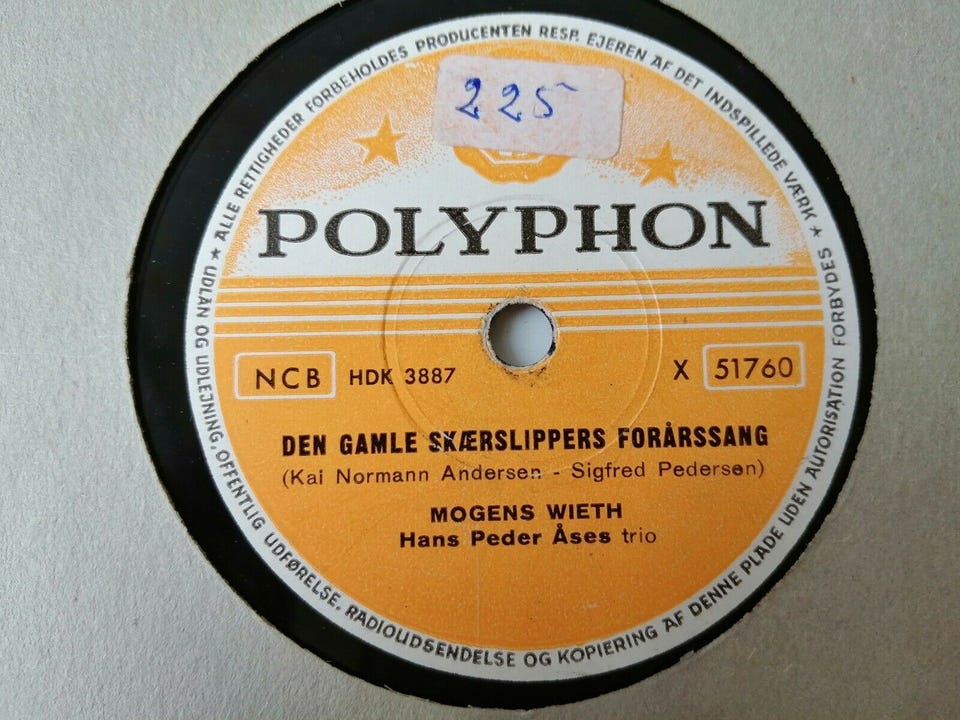 225
POLYPHON
NCB HDK 3887 X 51760
DEN GAMLE SKÆRSLIPPERS FORÅRSSANG
(Kai Normann Andersen - Sigfred Pedersen)
MOGENS WIETH
Hans Peder Åses trio
★ ALLE RETTIGHEDER FORBEHOLDES PRODUCENTEN RESP. EJEREN AF DET INDSPILLEDE VÆRK ★
UDLAN OG UDLEJNING, OFFENTLIG UDFØRELSE, RADIOUDSENDELSE OG KOPIERING AF DENNE PLADE UDEN AUTORISATION FORBYDES